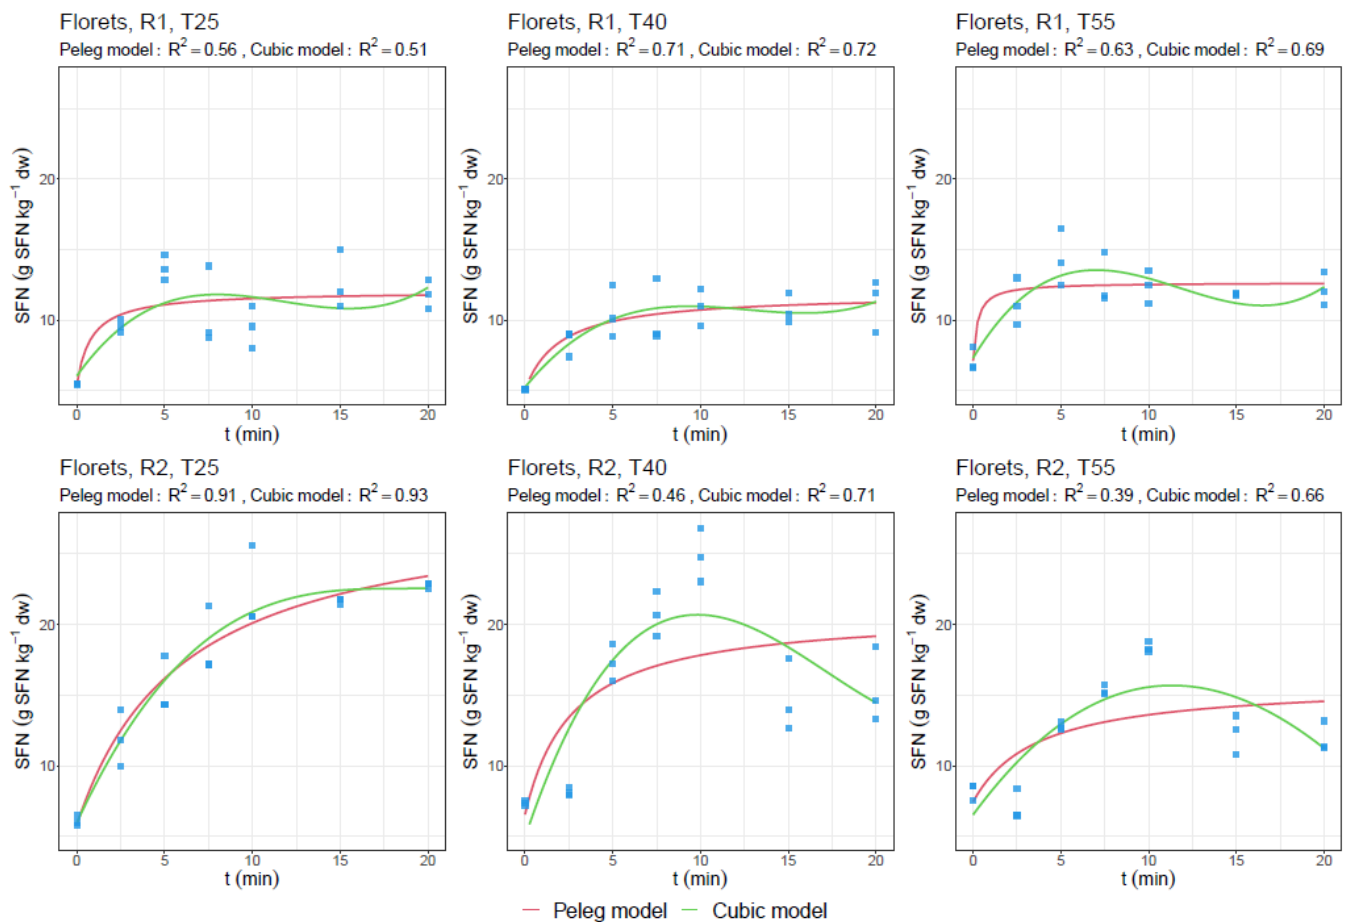 Florets, R1, T25
Peleg model : R² = 0.56 , Cubic model : R² = 0.51
SFN (g SFN kg⁻¹ dw)
20
10
0 5 10 15 20
t (min)
Florets, R1, T40
Peleg model : R² = 0.71 , Cubic model : R² = 0.72
SFN (g SFN kg⁻¹ dw)
20
10
0 5 10 15 20
t (min)
Florets, R1, T55
Peleg model : R² = 0.63 , Cubic model : R² = 0.69
SFN (g SFN kg⁻¹ dw)
20
10
0 5 10 15 20
t (min)
Florets, R2, T25
Peleg model : R² = 0.91 , Cubic model : R² = 0.93
SFN (g SFN kg⁻¹ dw)
20
10
0 5 10 15 20
t (min)
Florets, R2, T40
Peleg model : R² = 0.46 , Cubic model : R² = 0.71
SFN (g SFN kg⁻¹ dw)
20
10
0 5 10 15 20
t (min)
Florets, R2, T55
Peleg model : R² = 0.39 , Cubic model : R² = 0.66
SFN (g SFN kg⁻¹ dw)
20
10
0 5 10 15 20
t (min)
Peleg model Cubic model